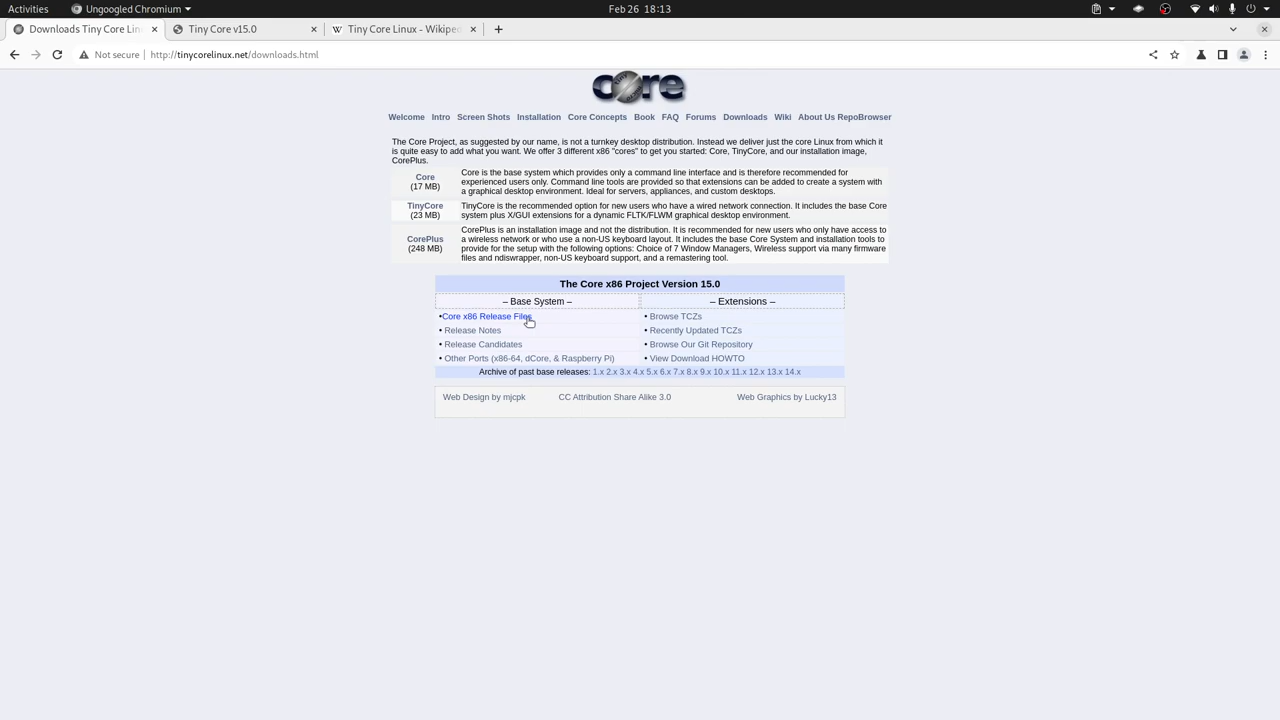 Activities
Ungoogled Chromium
Feb 26 18:13
Downloads Tiny Core Lin
Tiny Core v15.0
W Tiny Core Linux - Wikiped
Not secure
http://tinycorelinux.net/downloads.html
core
Welcome Intro Screen Shots Installation Core Concepts Book FAQ Forums Downloads Wiki About Us RepoBrowser
The Core Project, as suggested by our name, is not a turnkey desktop distribution. Instead we deliver just the core Linux from which it
is quite easy to add what you want. We offer 3 different x86 "cores" to get you started: Core, TinyCore, and our installation image,
CorePlus.
Core
(17 MB)
Core is the base system which provides only a command line interface and is therefore recommended for
experienced users only. Command line tools are provided so that extensions can be added to create a system with
a graphical desktop environment. Ideal for servers, appliances, and custom desktops.
TinyCore
(23 MB)
TinyCore is the recommended option for new users who have a wired network connection. It includes the base Core
system plus X/GUI extensions for a dynamic FLTK/FLWM graphical desktop environment.
CorePlus
(248 MB)
CorePlus is an installation image and not the distribution. It is recommended for new users who only have access to
a wireless network or who use a non-US keyboard layout. It includes the base Core System and installation tools to
provide for the setup with the following options: Choice of 7 Window Managers, Wireless support via many firmware
files and ndiswrapper, non-US keyboard support, and a remastering tool.
The Core x86 Project Version 15.0
– Base System –
•Core x86 Release Files
• Release Notes
• Release Candidates
• Other Ports (x86-64, dCore, & Raspberry Pi)
– Extensions –
• Browse TCZs
• Recently Updated TCZs
• Browse Our Git Repository
• View Download HOWTO
Archive of past base releases: 1.x 2.x 3.x 4.x 5.x 6.x 7.x 8.x 9.x 10.x 11.x 12.x 13.x 14.x
Web Design by mjcpk
CC Attribution Share Alike 3.0
Web Graphics by Lucky13